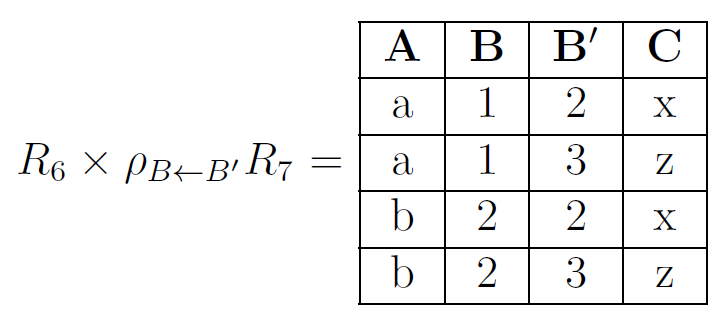 A B B′ C
a 1 2 x
R₆ × ρ_{B←B′} R₇ = a 1 3 z
b 2 2 x
b 2 3 z